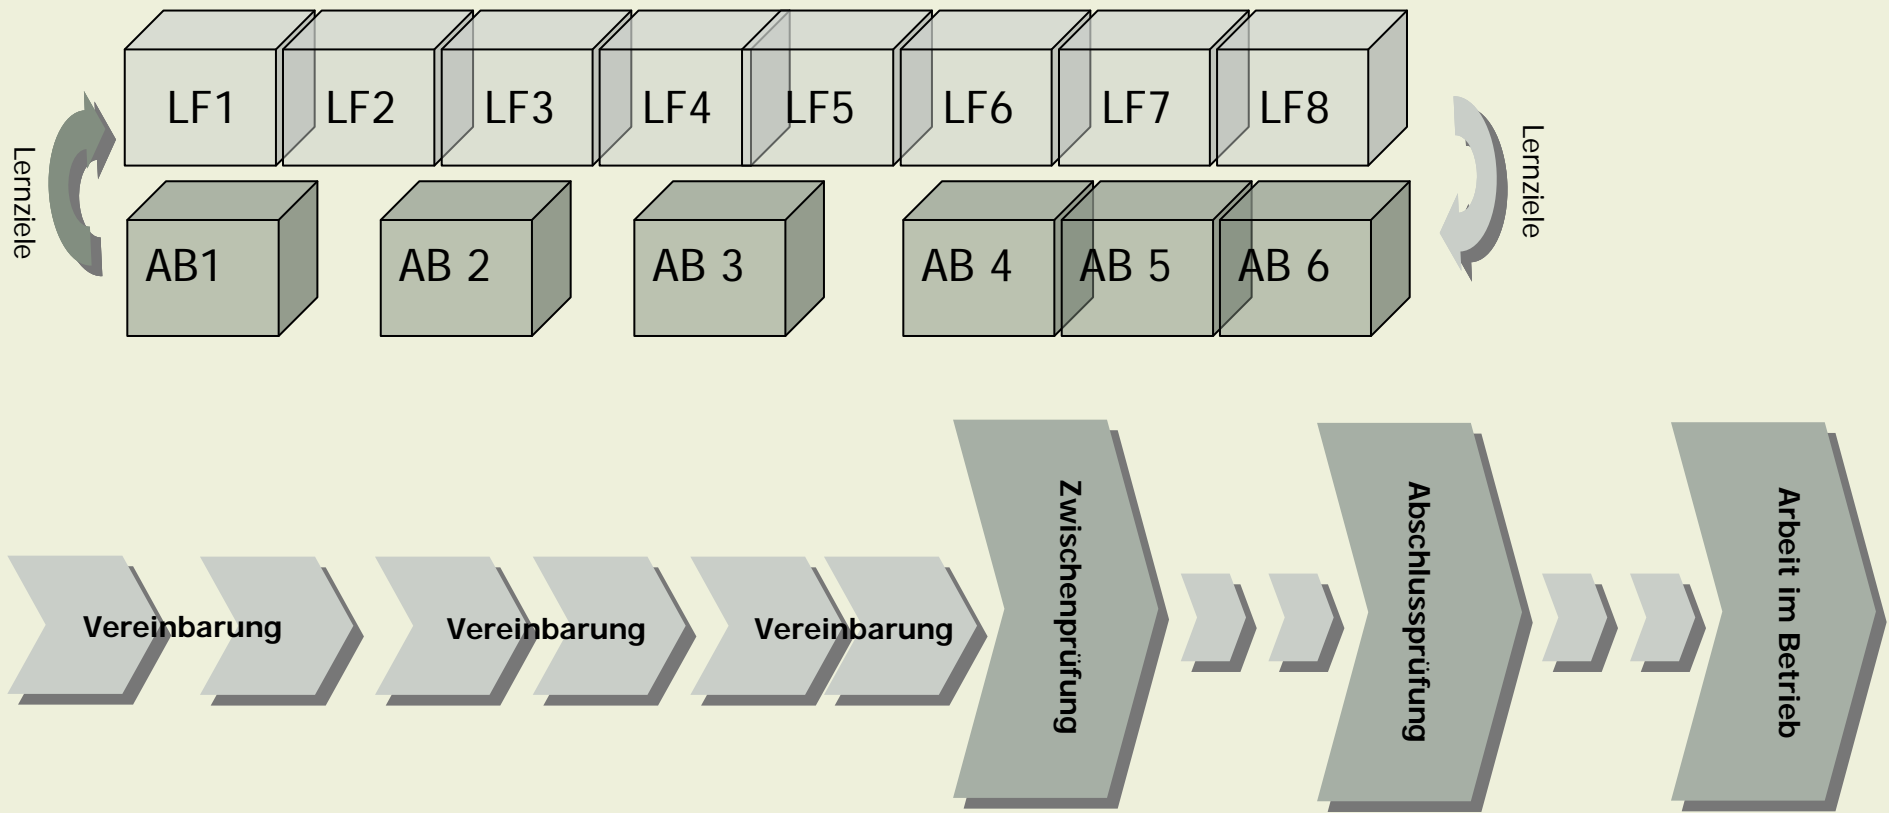 LF1 LF2 LF3 LF4 LF5 LF6 LF7 LF8
Lernziele
Lernziele
AB1 AB 2 AB 3 AB 4 AB 5 AB 6
Vereinbarung Vereinbarung Vereinbarung
Zwischenprüfung
Abschlussprüfung
Arbeit im Betrieb